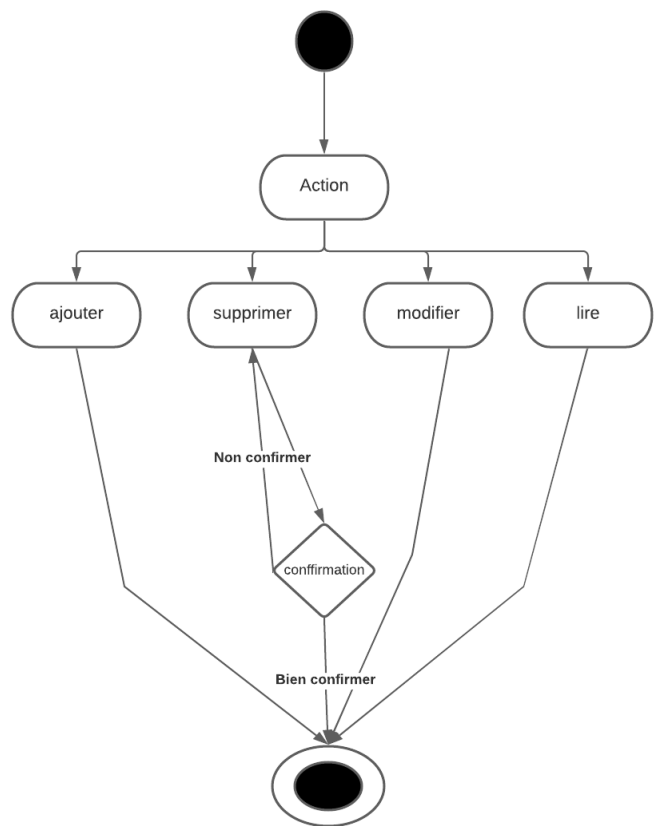 Action
ajouter
supprimer
modifier
lire
Non confirmer
conffirmation
Bien confirmer